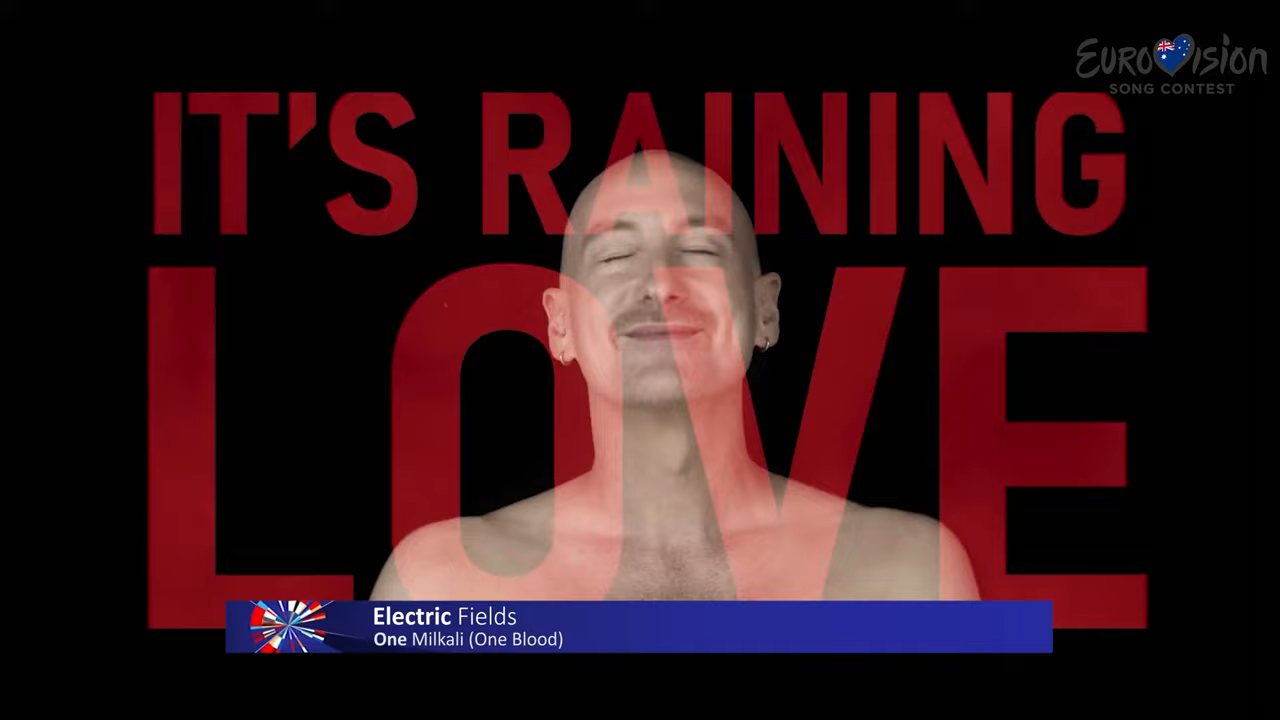 EUROVISION
SONG CONTEST
IT'S RAINING
LOVE
Electric Fields
One Milkali (One Blood)